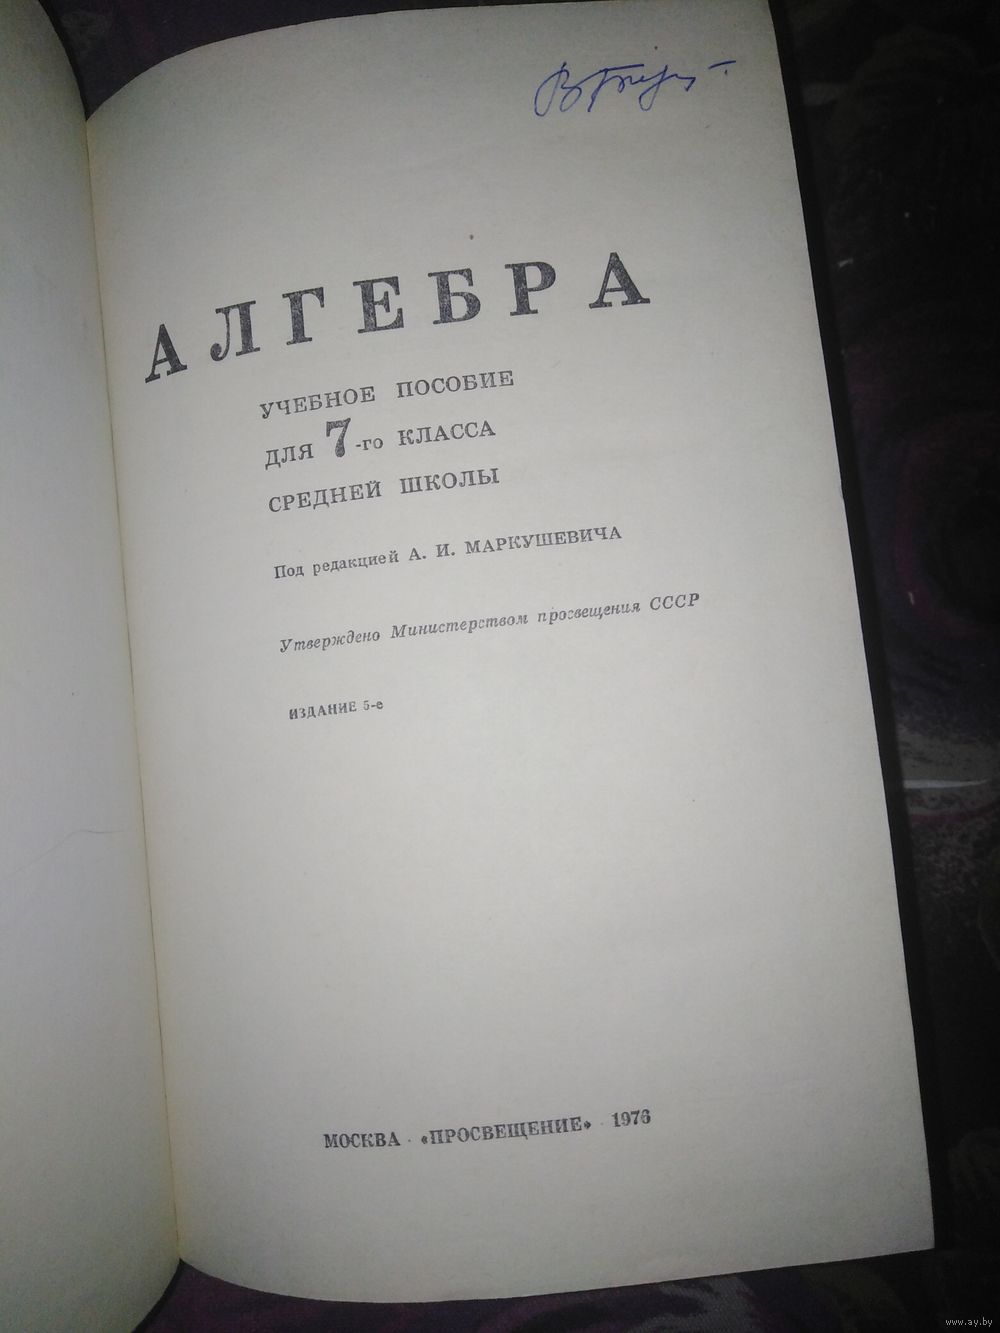 АЛГЕБРА
УЧЕБНОЕ ПОСОБИЕ
ДЛЯ 7-го КЛАССА
СРЕДНЕЙ ШКОЛЫ
Под редакцией А. И. МАРКУШЕВИЧА
Утверждено Министерством просвещения СССР
ИЗДАНИЕ 5-е
МОСКВА · «ПРОСВЕЩЕНИЕ» · 1976
www.ay.by